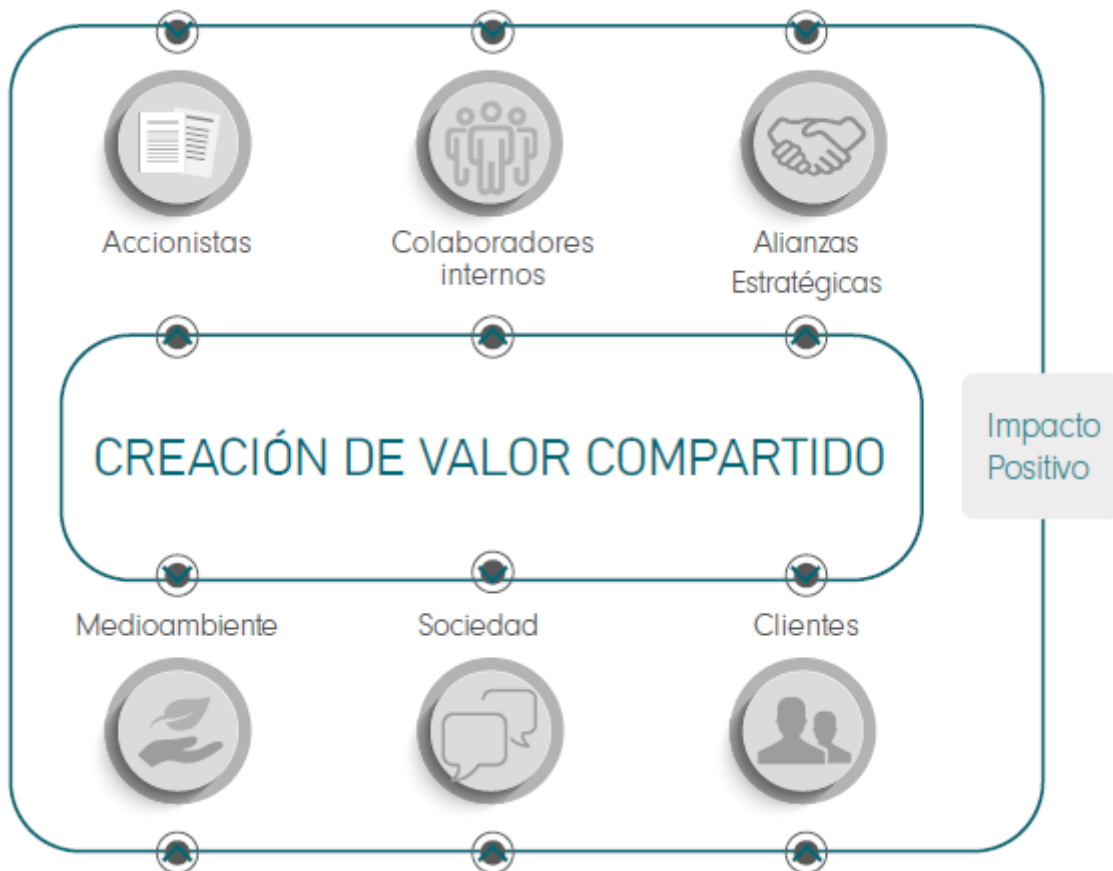 Accionistas
Colaboradores
internos
Alianzas
Estratégicas
CREACIÓN DE VALOR COMPARTIDO
Impacto
Positivo
Medioambiente
Sociedad
Clientes